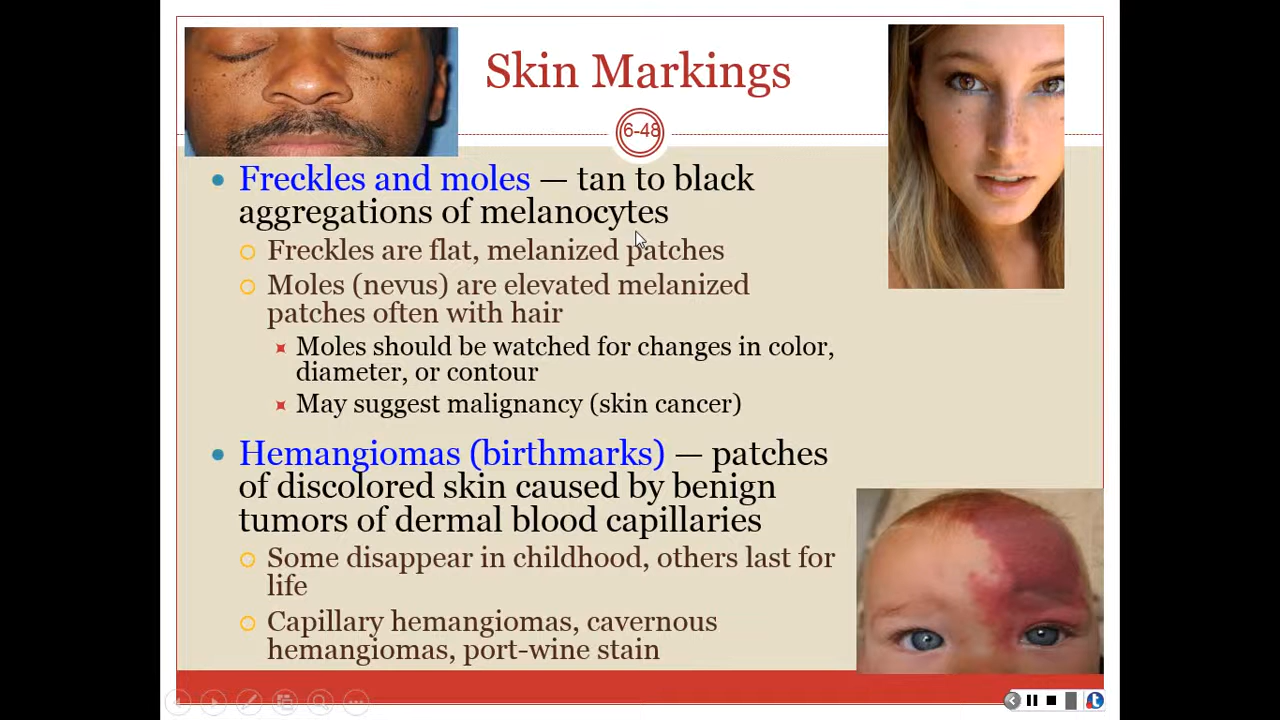 Skin Markings
6-48
Freckles and moles — tan to black
aggregations of melanocytes
Freckles are flat, melanized patches
Moles (nevus) are elevated melanized
patches often with hair
Moles should be watched for changes in color,
diameter, or contour
May suggest malignancy (skin cancer)
Hemangiomas (birthmarks) — patches
of discolored skin caused by benign
tumors of dermal blood capillaries
Some disappear in childhood, others last for
life
Capillary hemangiomas, cavernous
hemangiomas, port-wine stain
t